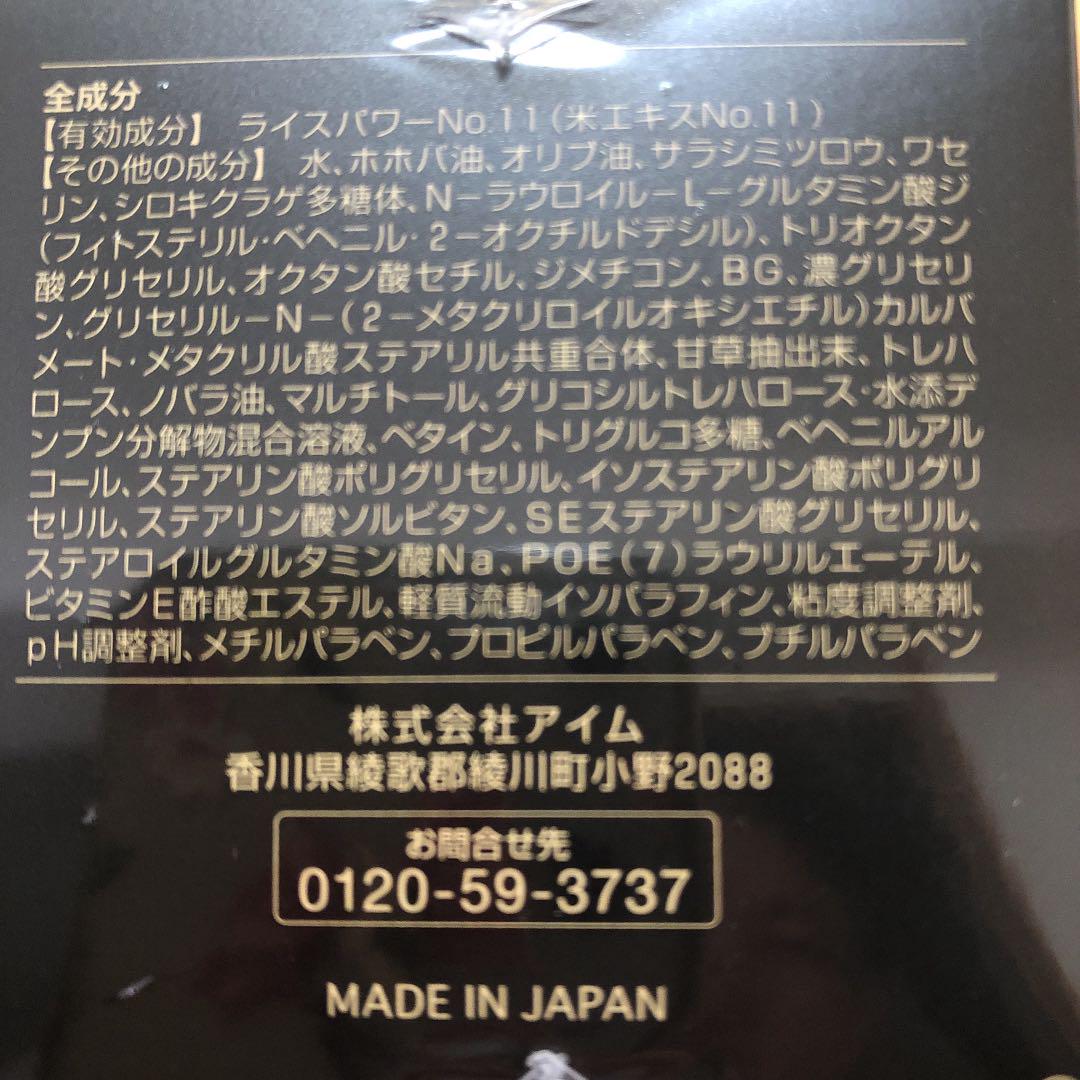 全成分
【有効成分】 ライスパワーNo.11(米エキスNo.11)
【その他の成分】 水、ホホバ油、オリブ油、サラシミツロウ、ワセ
リン、シロキクラゲ多糖体、N-ラウロイル-L-グルタミン酸ジ
(フィトステリル・ベヘニル・2-オクチルドデシル)、トリオクタン
酸グリセリル、オクタン酸セチル、ジメチコン、BG、濃グリセリ
ン、グリセリル-N-(2-メタクリロイルオキシエチル)カルバ
メート・メタクリル酸ステアリル共重合体、甘草抽出末、トレハ
ロース、ノバラ油、マルチトール、グリコシルトレハロース・水添デ
ンプン分解物混合溶液、ベタイン、トリグルコ多糖、ベヘニルアル
コール、ステアリン酸ポリグリセリル、イソステアリン酸ポリグリ
セリル、ステアリン酸ソルビタン、SEステアリン酸グリセリル、
ステアロイルグルタミン酸Na、POE(7)ラウリルエーテル、
ビタミンE酢酸エステル、軽質流動イソパラフィン、粘度調整剤、
pH調整剤、メチルパラベン、プロピルパラベン、ブチルパラベン
株式会社アイム
香川県綾歌郡綾川町小野2088
お問合せ先
0120-59-3737
MADE IN JAPAN